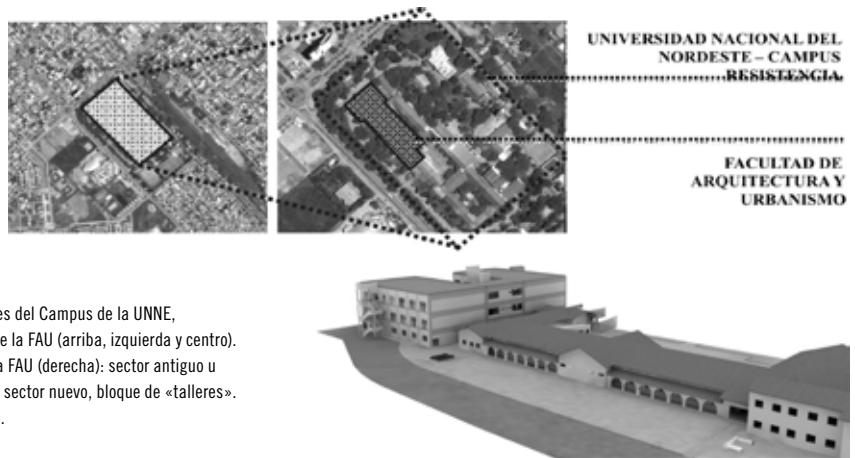 UNIVERSIDAD NACIONAL DEL
NORDESTE – CAMPUS
RESISTENCIA
FACULTAD DE
ARQUITECTURA Y
URBANISMO
es del Campus de la UNNE,
e la FAU (arriba, izquierda y centro).
a FAU (derecha): sector antiguo u
sector nuevo, bloque de «talleres».
.